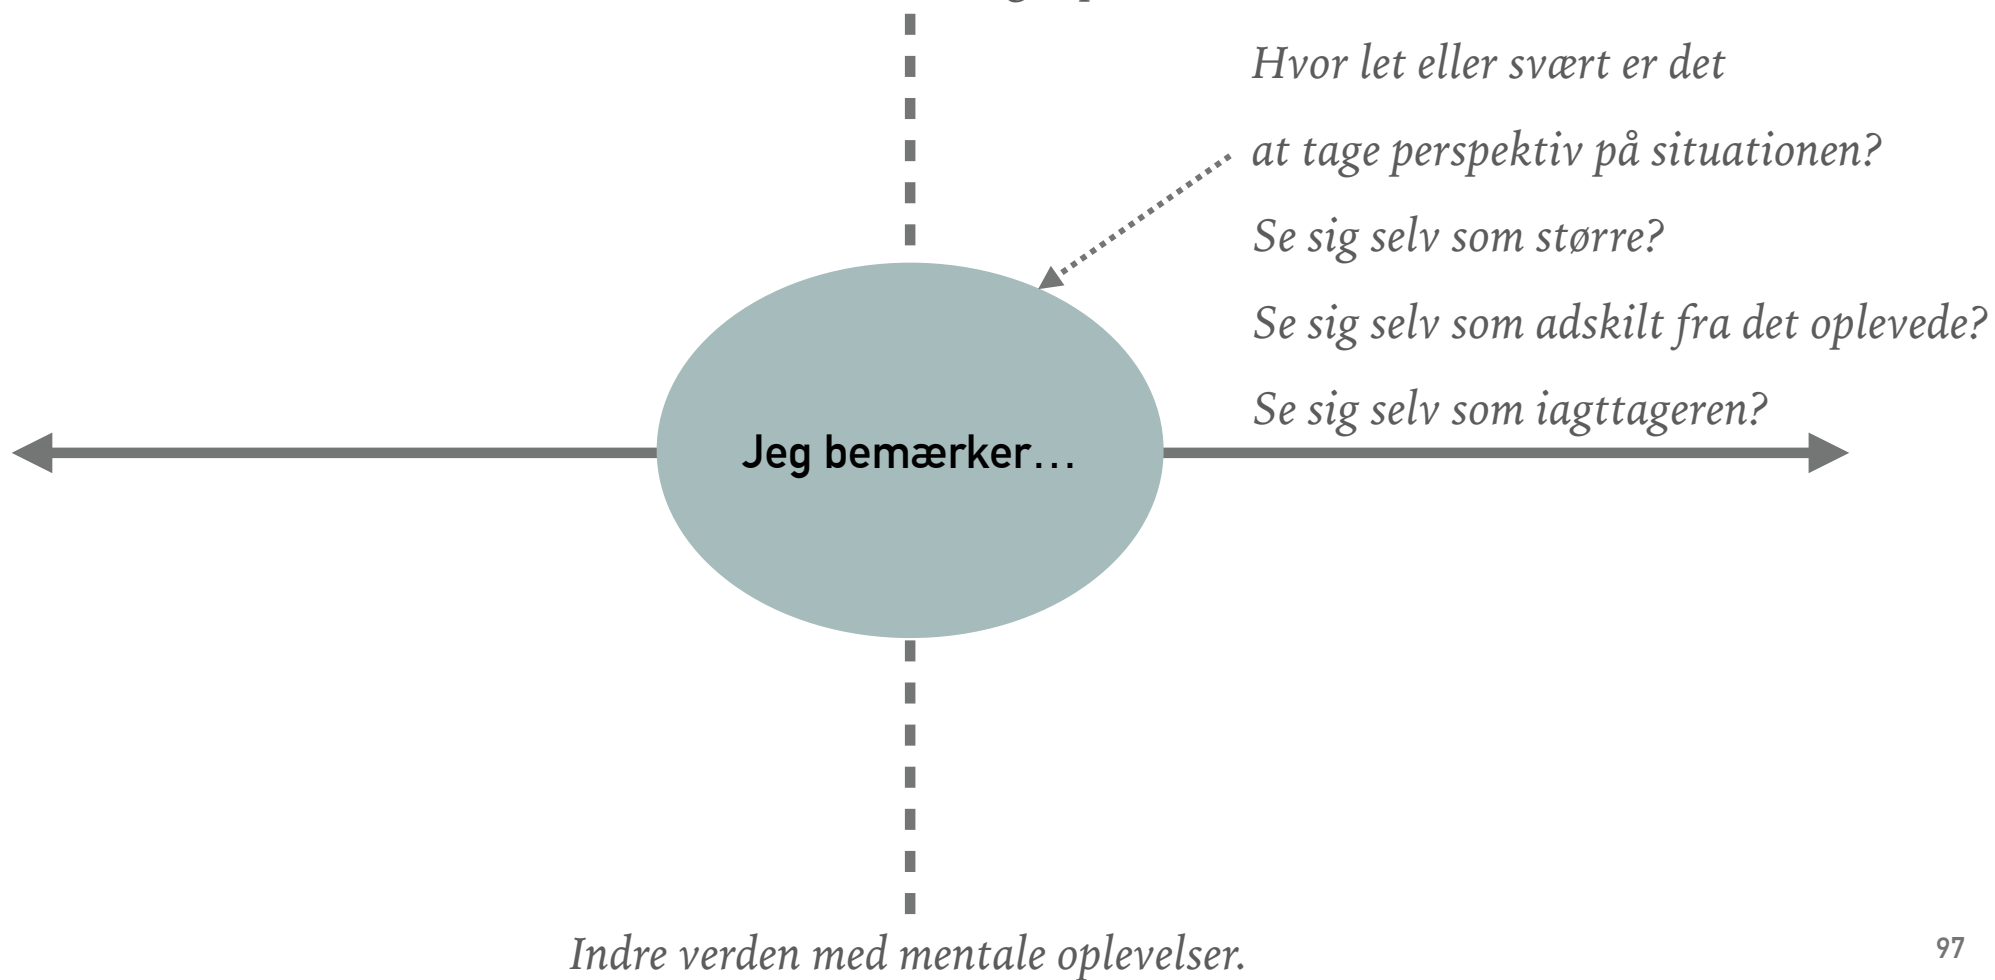 Hvor let eller svært er det
at tage perspektiv på situationen?
Se sig selv som større?
Se sig selv som adskilt fra det oplevede?
Se sig selv som iagttageren?
Jeg bemærker...
Indre verden med mentale oplevelser.
97